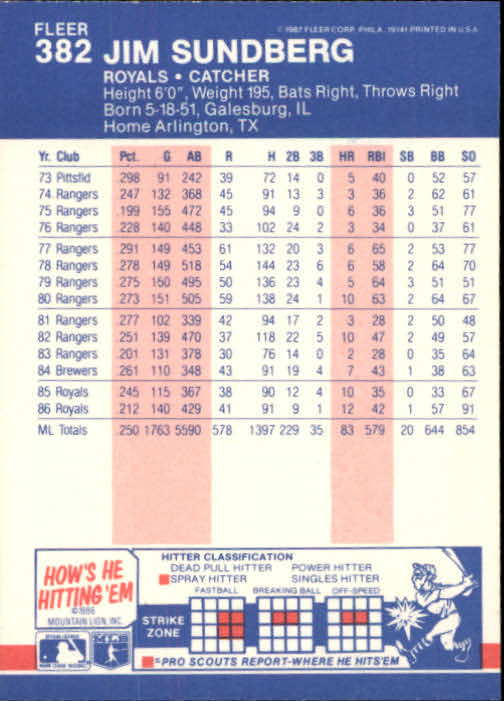 FLEER
382 JIM SUNDBERG
© 1987 FLEER CORP. PHILA. 19141 PRINTED IN U.S.A.
ROYALS • CATCHER
Height 6'0", Weight 195, Bats Right, Throws Right
Born 5-18-51, Galesburg, IL
Home Arlington, TX
Yr. Club Pct. G AB R H 2B 3B HR RBI SB BB SO
73 Pittsfld .298 91 242 39 72 14 0 5 40 0 52 57
74 Rangers .247 132 368 45 91 13 3 3 36 2 62 61
75 Rangers .199 155 472 45 94 9 0 6 36 3 51 77
76 Rangers .228 140 448 33 102 24 2 3 34 0 37 61
77 Rangers .291 149 453 61 132 20 3 6 65 2 53 77
78 Rangers .278 149 518 54 144 23 6 6 58 2 64 70
79 Rangers .275 150 495 50 136 23 4 5 64 3 51 51
80 Rangers .273 151 505 59 138 24 1 10 63 2 64 67
81 Rangers .277 102 339 42 94 17 2 3 28 2 50 48
82 Rangers .251 139 470 37 118 22 5 10 47 2 49 57
83 Rangers .201 131 378 30 76 14 0 2 28 0 35 64
84 Brewers .261 110 348 43 91 19 4 7 43 1 38 63
85 Royals .245 115 367 38 90 12 4 10 35 0 33 67
86 Royals .212 140 429 41 91 9 1 12 42 1 57 91
ML Totals .250 1763 5590 578 1397 229 35 83 579 20 644 854
HOW'S HE
HITTING 'EM
©1986
MOUNTAIN LION, INC.
HITTER CLASSIFICATION
DEAD PULL HITTER POWER HITTER
SPRAY HITTER SINGLES HITTER
FASTBALL BREAKING BALL OFF-SPEED
STRIKE
ZONE
=PRO SCOUTS REPORT-WHERE HE HITS'EM